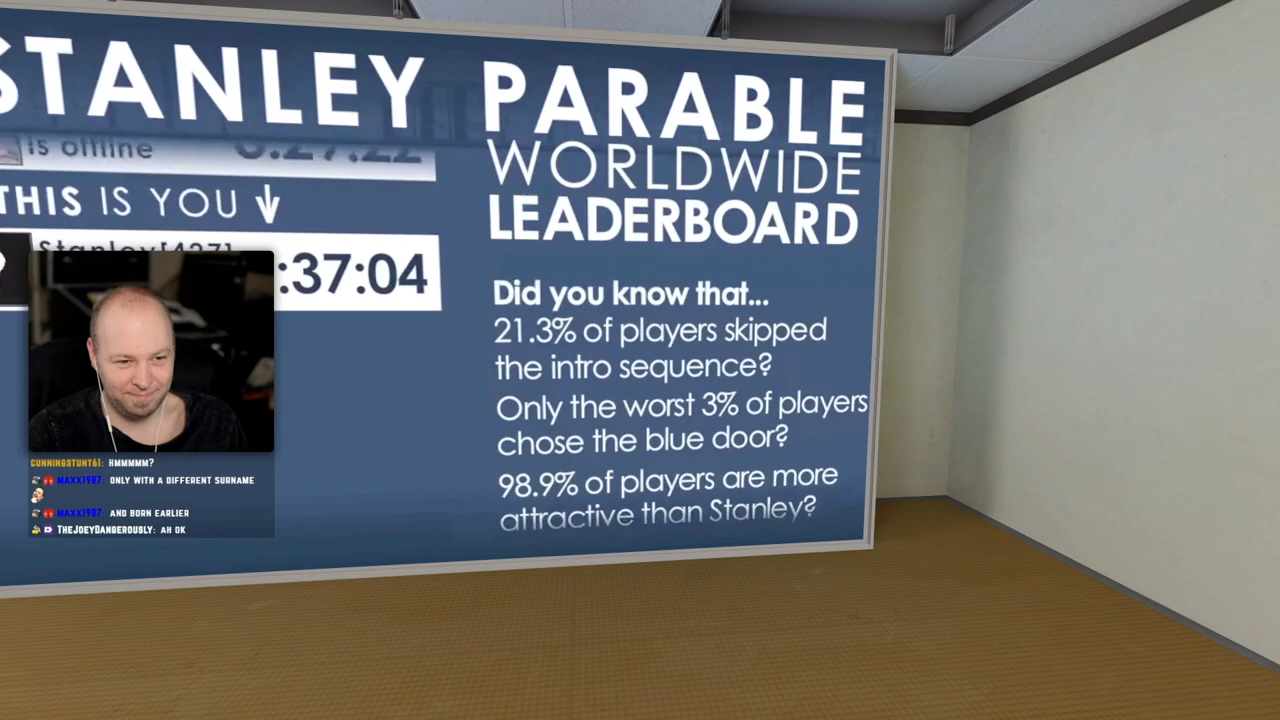 STANLEY PARABLE
WORLDWIDE
LEADERBOARD
is offline
THIS IS YOU
Stanley[427]
:37:04
Did you know that...
21.3% of players skipped
the intro sequence?
Only the worst 3% of players
chose the blue door?
98.9% of players are more
attractive than Stanley?
CUNNINGSTUNT61: HMMMMM?
MAXX1987: ONLY WITH A DIFFERENT SURNAME
MAXX1987: AND BORN EARLIER
THEJOEYDANGEROUSLY: AH OK